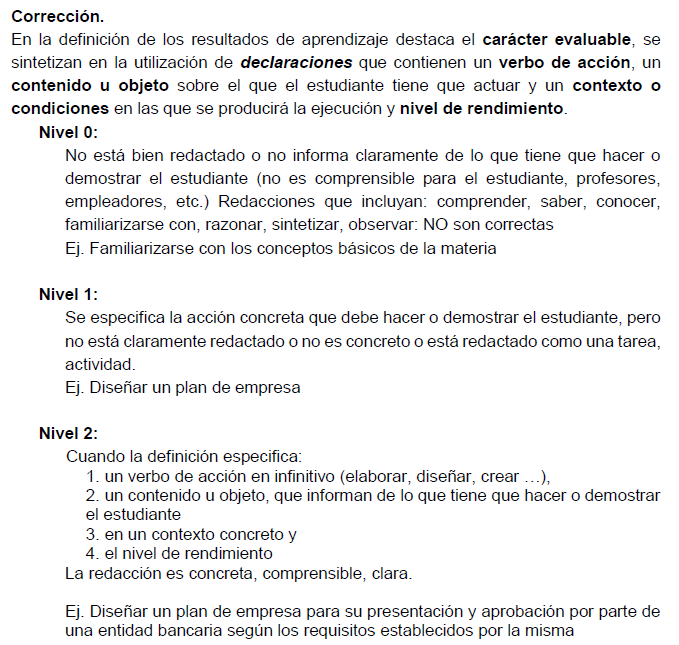 Corrección.
En la definición de los resultados de aprendizaje destaca el carácter evaluable, se
sintetizan en la utilización de declaraciones que contienen un verbo de acción, un
contenido u objeto sobre el que el estudiante tiene que actuar y un contexto o
condiciones en las que se producirá la ejecución y nivel de rendimiento.
Nivel 0:
No está bien redactado o no informa claramente de lo que tiene que hacer o
demostrar el estudiante (no es comprensible para el estudiante, profesores,
empleadores, etc.) Redacciones que incluyan: comprender, saber, conocer,
familiarizarse con, razonar, sintetizar, observar: NO son correctas
Ej. Familiarizarse con los conceptos básicos de la materia
Nivel 1:
Se especifica la acción concreta que debe hacer o demostrar el estudiante, pero
no está claramente redactado o no es concreto o está redactado como una tarea,
actividad.
Ej. Diseñar un plan de empresa
Nivel 2:
Cuando la definición especifica:
1. un verbo de acción en infinitivo (elaborar, diseñar, crear …),
2. un contenido u objeto, que informan de lo que tiene que hacer o demostrar
el estudiante
3. en un contexto concreto y
4. el nivel de rendimiento
La redacción es concreta, comprensible, clara.
Ej. Diseñar un plan de empresa para su presentación y aprobación por parte de
una entidad bancaria según los requisitos establecidos por la misma